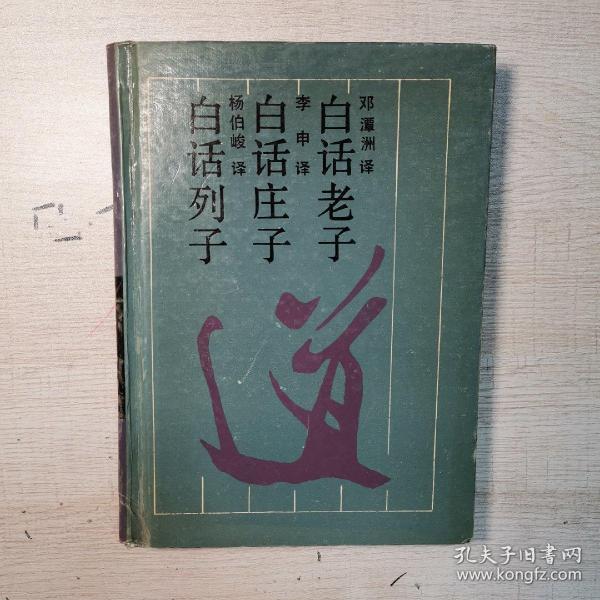 邓潭洲 译
白话老子
李申 译
白话庄子
杨伯峻 译
白话列子
道
孔夫子旧书网
www.kongfz.com